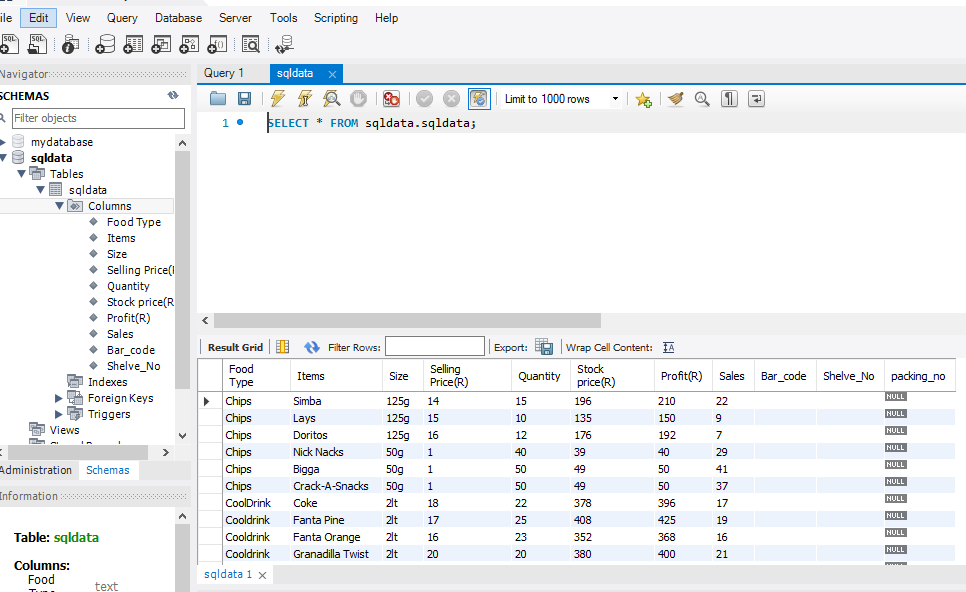 ile Edit View Query Database Server Tools Scripting Help
SQL SQL
Navigator
SCHEMAS
Filter objects
mydatabase
sqldata
Tables
sqldata
Columns
Food Type
Items
Size
Selling Price(
Quantity
Stock price(R
Profit(R)
Sales
Bar_code
Shelve_No
Indexes
Foreign Keys
Triggers
Views
Administration Schemas
Information
Table: sqldata
Columns:
Food text
Query 1 sqldata
Limit to 1000 rows
1 SELECT * FROM sqldata.sqldata;
Result Grid Filter Rows: Export: Wrap Cell Content: IA
Food Type Items Size Selling Price(R) Quantity Stock price(R) Profit(R) Sales Bar_code Shelve_No packing_no
Chips Simba 125g 14 15 196 210 22 NULL
Chips Lays 125g 15 10 135 150 9 NULL
Chips Doritos 125g 16 12 176 192 7 NULL
Chips Nick Nacks 50g 1 40 39 40 29 NULL
Chips Bigga 50g 1 50 49 50 41 NULL
Chips Crack-A-Snacks 50g 1 50 49 50 37 NULL
CoolDrink Coke 2lt 18 22 378 396 17 NULL
Cooldrink Fanta Pine 2lt 17 25 408 425 19 NULL
Cooldrink Fanta Orange 2lt 16 23 352 368 16 NULL
Cooldrink Granadilla Twist 2lt 20 20 380 400 21 NULL
sqldata 1